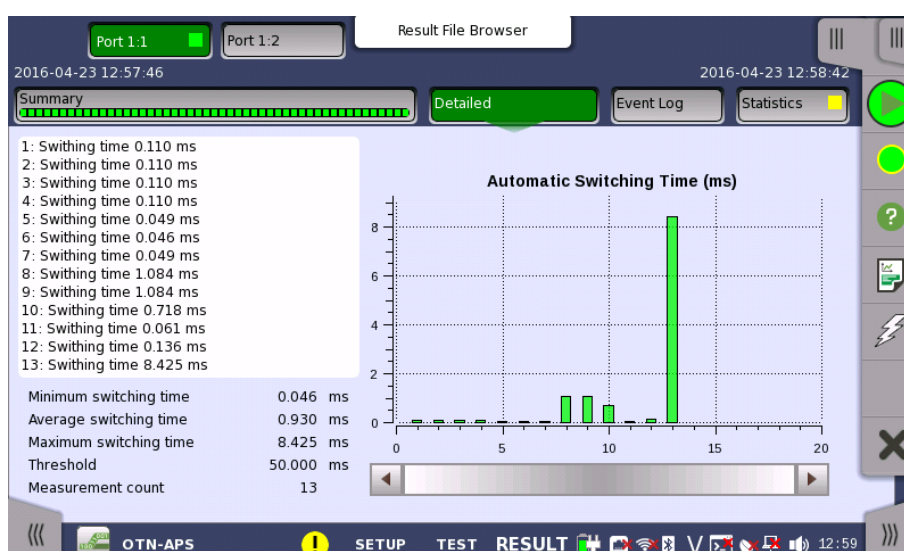 Result File Browser
Port 1:1
Port 1:2
2016-04-23 12:57:46
2016-04-23 12:58:42
Summary
Detailed
Event Log
Statistics
1: Swithing time 0.110 ms
2: Swithing time 0.110 ms
3: Swithing time 0.110 ms
4: Swithing time 0.110 ms
5: Swithing time 0.049 ms
6: Swithing time 0.046 ms
7: Swithing time 0.049 ms
8: Swithing time 1.084 ms
9: Swithing time 1.084 ms
10: Swithing time 0.718 ms
11: Swithing time 0.061 ms
12: Swithing time 0.136 ms
13: Swithing time 8.425 ms
Minimum switching time 0.046 ms
Average switching time 0.930 ms
Maximum switching time 8.425 ms
Threshold 50.000 ms
Measurement count 13
Automatic Switching Time (ms)
8
6
4
2
0
0 5 10 15 20
OTN-APS
SETUP TEST RESULT
12:59